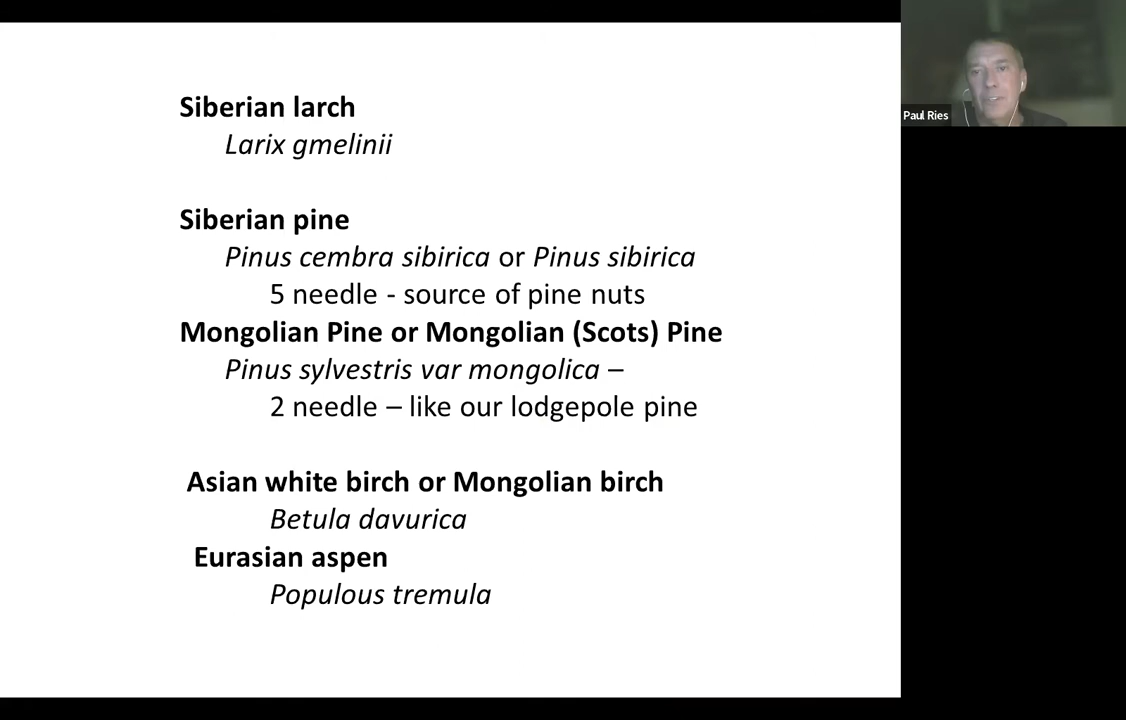 Siberian larch
Larix gmelinii
Siberian pine
Pinus cembra sibirica or Pinus sibirica
5 needle - source of pine nuts
Mongolian Pine or Mongolian (Scots) Pine
Pinus sylvestris var mongolica –
2 needle – like our lodgepole pine
Asian white birch or Mongolian birch
Betula davurica
Eurasian aspen
Populous tremula
Paul Ries